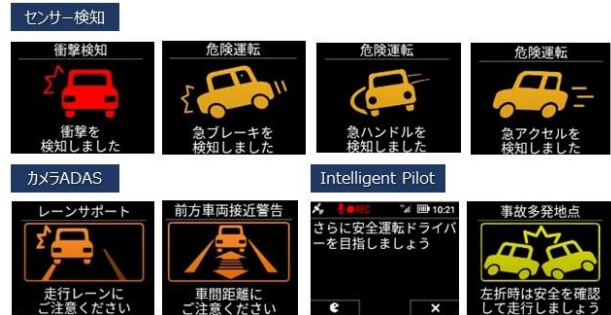 センサー検知
衝撃検知
衝撃を
検知しました
危険運転
急ブレーキを
検知しました
危険運転
急ハンドルを
検知しました
危険運転
急アクセルを
検知しました
カメラADAS
レーンサポート
走行レーンに
ご注意ください
前方車両接近警告
車間距離に
ご注意ください
Intelligent Pilot
REC 10:21
さらに安全運転ドライバ
ーを目指しましょう
事故多発地点
左折時は安全を確認
して走行しましょう